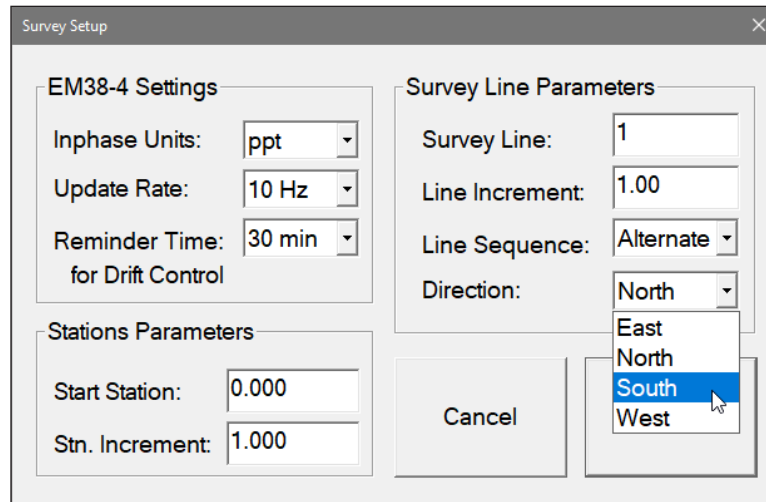 Survey Setup
EM38-4 Settings
Inphase Units: ppt
Update Rate: 10 Hz
Reminder Time: 30 min
for Drift Control
Stations Parameters
Start Station: 0.000
Stn. Increment: 1.000
Survey Line Parameters
Survey Line: 1
Line Increment: 1.00
Line Sequence: Alternate
Direction: North
East
North
South
West
Cancel